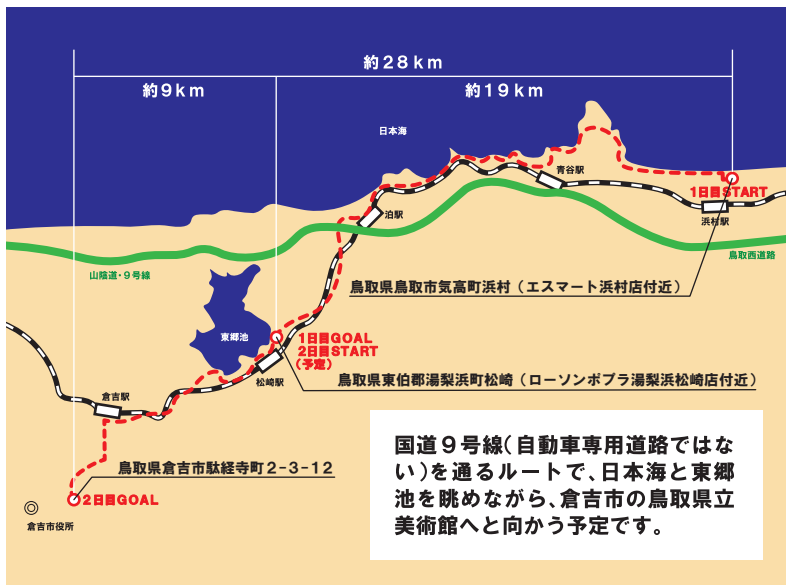 約28km
約9km
約19km
日本海
青谷駅
1日目START
浜村駅
泊駅
山陰道・9号線
鳥取西道路
鳥取県鳥取市気高町浜村（エスマート浜村店付近）
東郷池
1日目GOAL
2日目START
（予定）
松崎駅
鳥取県東伯郡湯梨浜町松崎（ローソンポプラ湯梨浜松崎店付近）
倉吉駅
鳥取県倉吉市駄経寺町2-3-12
2日目GOAL
倉吉市役所
国道9号線（自動車専用道路ではな
い）を通るルートで、日本海と東郷
池を眺めながら、倉吉市の鳥取県立
美術館へと向かう予定です。